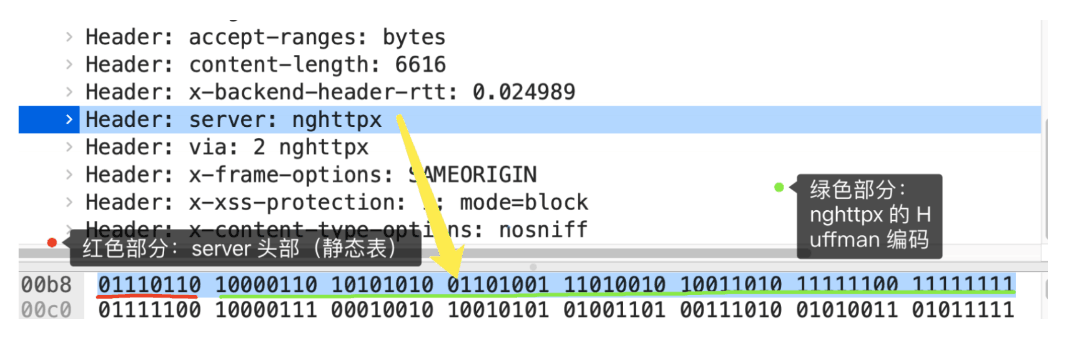 > Header: accept-ranges: bytes
> Header: content-length: 6616
> Header: x-backend-header-rtt: 0.024989
> Header: server: nghttpx
> Header: via: 2 nghttpx
> Header: x-frame-options: SAMEORIGIN
> Header: x-xss-protection: ; mode=block
> Header: x-content-type-options: nosniff
绿色部分：
nghttpx 的 H
uffman 编码
红色部分：server 头部（静态表）
00b8 01110110 10000110 10101010 01101001 11010010 10011010 11111100 11111111
00c0 01111100 10000111 00010010 10010101 01001101 00111010 01010011 01011111